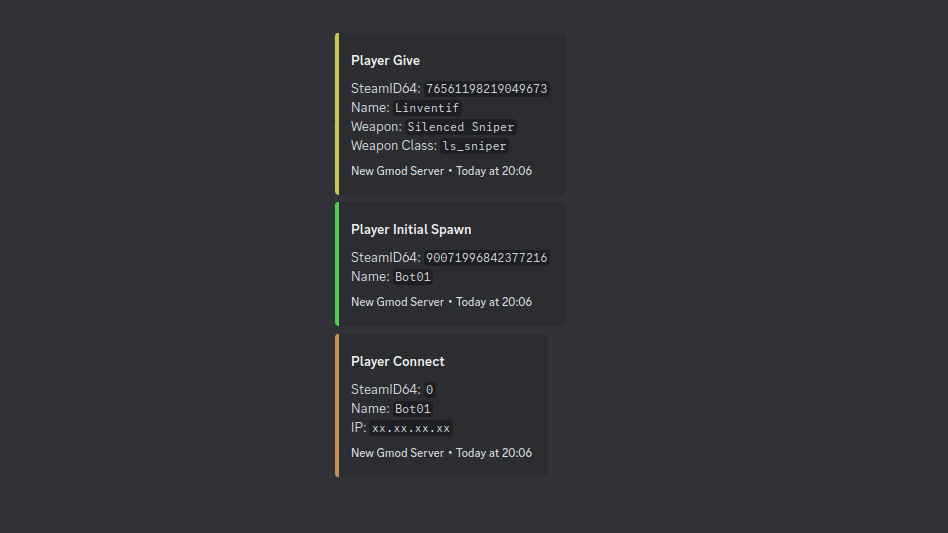 Player Give
SteamID64: 76561198219049673
Name: Linventif
Weapon: Silenced Sniper
Weapon Class: ls_sniper
New Gmod Server • Today at 20:06
Player Initial Spawn
SteamID64: 90071996842377216
Name: Bot01
New Gmod Server • Today at 20:06
Player Connect
SteamID64: 0
Name: Bot01
IP: xx.xx.xx.xx
New Gmod Server • Today at 20:06